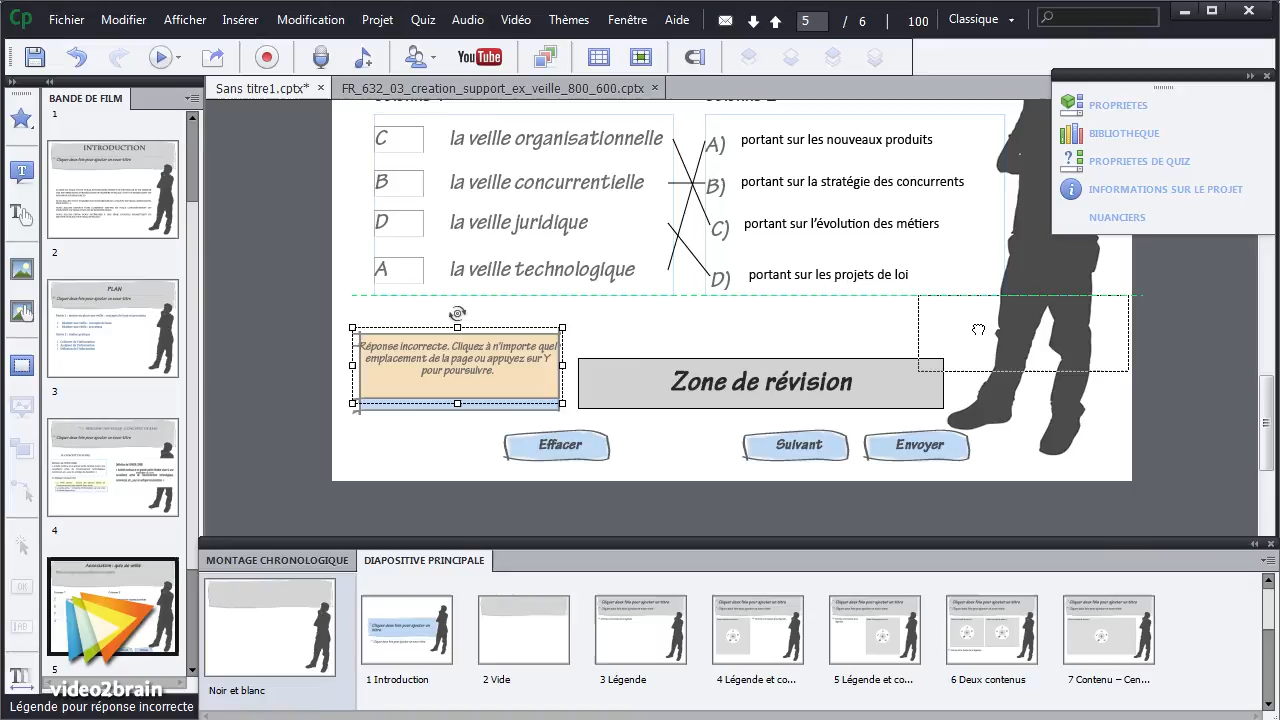 Cp Fichier Modifier Afficher Insérer Modification Projet Quiz Audio Vidéo Thèmes Fenêtre Aide 5 / 6 100 Classique
YouTube
BANDE DE FILM
Sans titre1.cptx* × FR_632_03_creation_support_ex_veille_800_600.cptx ×
PROPRIETES
BIBLIOTHEQUE
PROPRIETES DE QUIZ
INFORMATIONS SUR LE PROJET
NUANCIERS
1
INTRODUCTION
2
PLAN
3
4
Association : quiz de veille
5
C la veille organisationnelle A) portant sur les nouveaux produits
B la veille concurrentielle B) portant sur la stratégie des concurrents
D la veille juridique C) portant sur l'évolution des métiers
A la veille technologique D) portant sur les projets de loi
Réponse incorrecte. Cliquez à n'importe quel
emplacement de la page ou appuyez sur Y
pour poursuivre.
Zone de révision
Effacer Suivant Envoyer
MONTAGE CHRONOLOGIQUE DIAPOSITIVE PRINCIPALE
Noir et blanc
1 Introduction 2 Vide 3 Légende 4 Légende et co... 5 Légende et co... 6 Deux contenus 7 Contenu – Cen...
video2brain
Légende pour réponse incorrecte